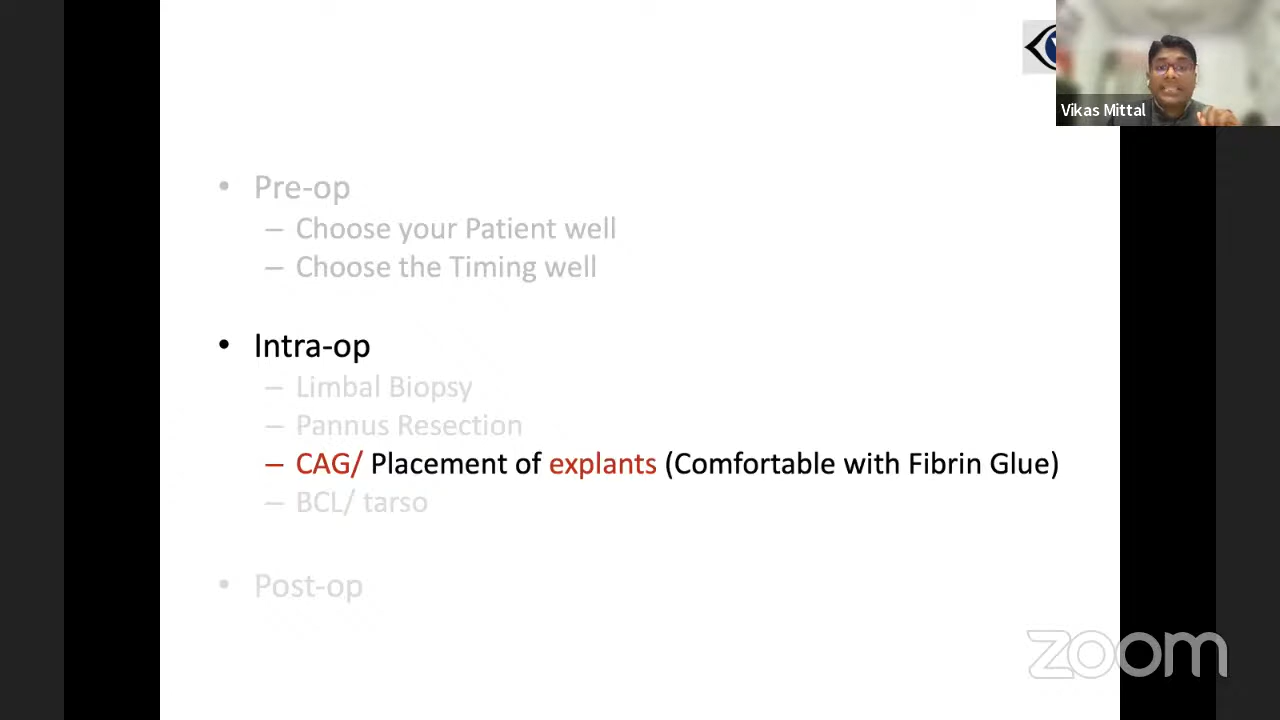 Vikas Mittal
• Pre-op
– Choose your Patient well
– Choose the Timing well
• Intra-op
– Limbal Biopsy
– Pannus Resection
– CAG/ Placement of explants (Comfortable with Fibrin Glue)
– BCL/ tarso
• Post-op
zoom